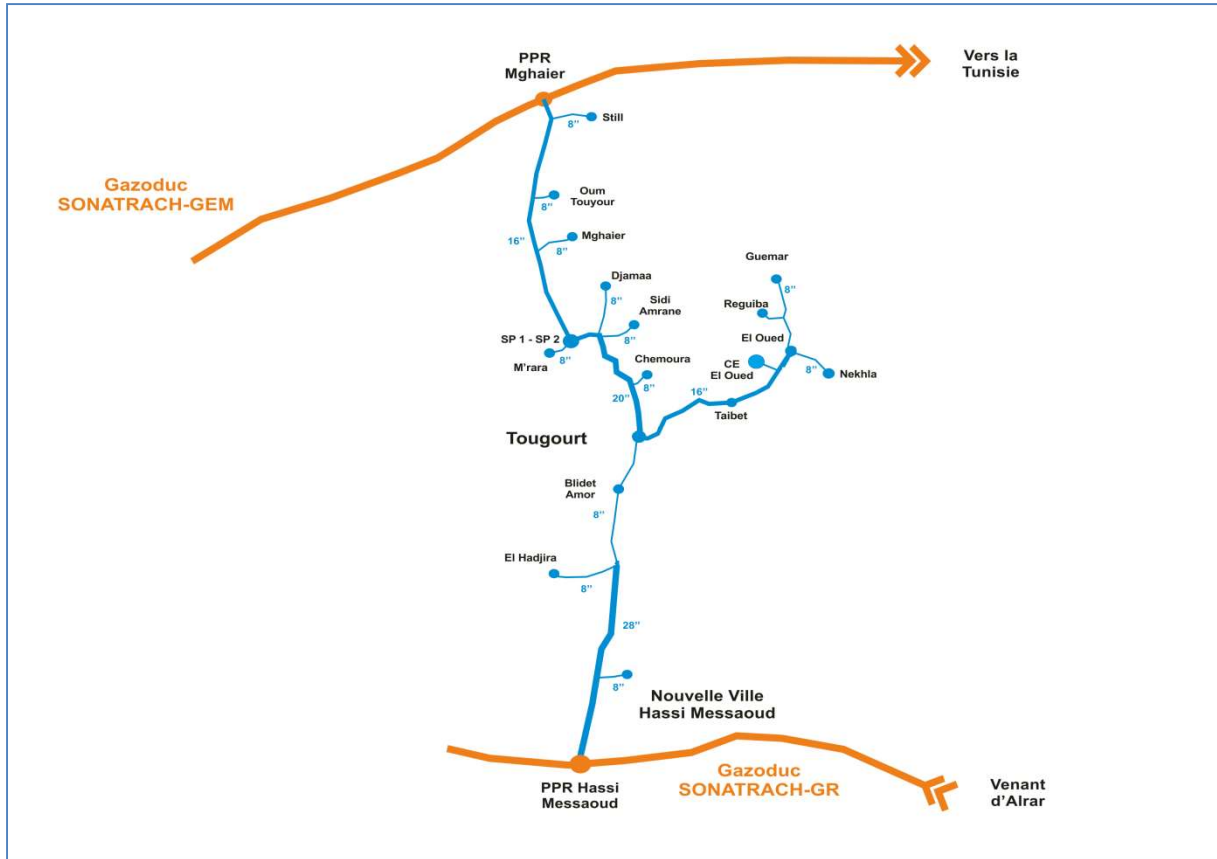 PPR
Mghaier
Vers la
Tunisie
Still
8"
Gazoduc
SONATRACH-GEM
Oum
Touyour
8"
16"
Mghaier
8"
Djamaa
8"
Sidi
Amrane
8"
Guemar
8"
Reguiba
El Oued
SP 1 - SP 2
M'rara
8"
Chemoura
8"
20"
CE
El Oued
8"
Nekhla
16"
Taibet
Tougourt
Blidet
Amor
8"
El Hadjira
8"
28"
8"
Nouvelle Ville
Hassi Messaoud
PPR Hassi
Messaoud
Gazoduc
SONATRACH-GR
Venant
d'Alrar